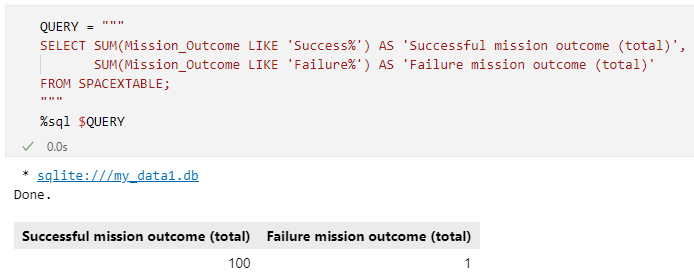 QUERY = """
SELECT SUM(Mission_Outcome LIKE 'Success%') AS 'Successful mission outcome (total)',
       SUM(Mission_Outcome LIKE 'Failure%') AS 'Failure mission outcome (total)'
FROM SPACEXTABLE;
"""
%sql $QUERY
✓ 0.0s
* sqlite:///my_data1.db
Done.
Successful mission outcome (total) Failure mission outcome (total)
100 1